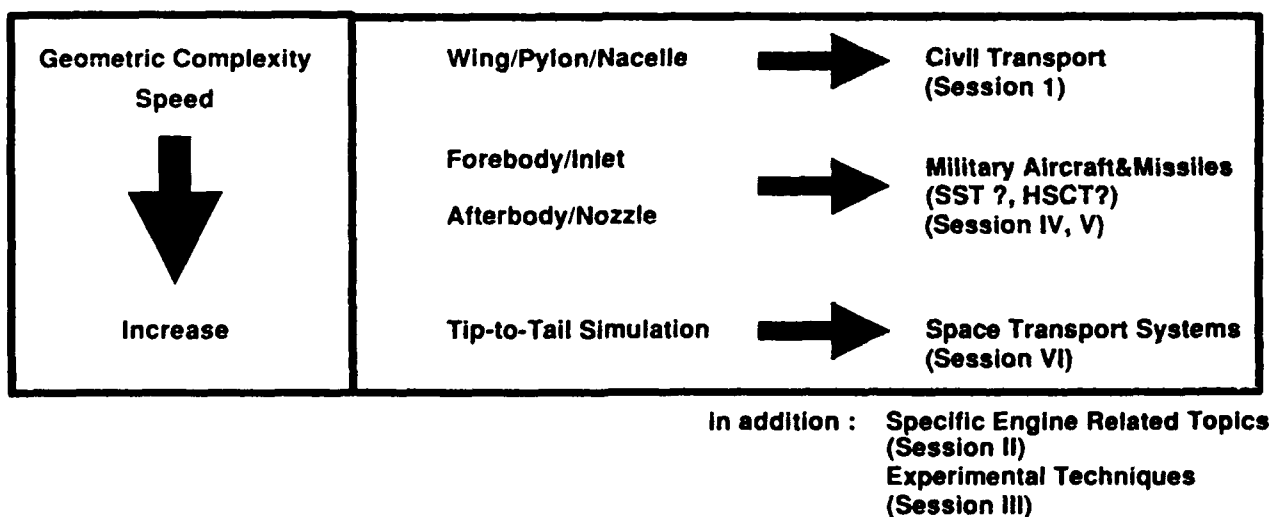 Geometric Complexity
Speed
Increase
Wing/Pylon/Nacelle
Civil Transport
(Session 1)
Forebody/Inlet
Afterbody/Nozzle
Military Aircraft&Missiles
(SST ?, HSCT?)
(Session IV, V)
Tip-to-Tail Simulation
Space Transport Systems
(Session VI)
In addition : Specific Engine Related Topics
(Session II)
Experimental Techniques
(Session III)